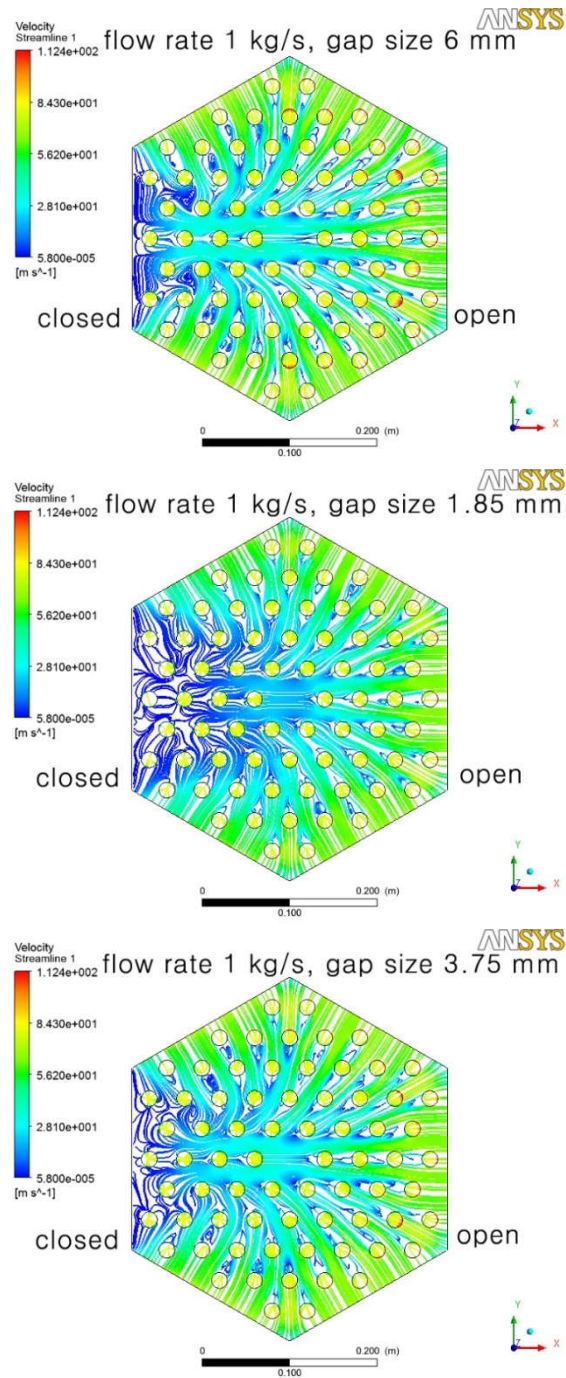 Velocity
Streamline 1
flow rate 1 kg/s, gap size 6 mm
ANSYS
1.124e+002
8.430e+001
5.620e+001
2.810e+001
5.800e-005
[m s^-1]
closed
open
0
0.200 (m)
0.100
Y
Z
X
Velocity
Streamline 1
flow rate 1 kg/s, gap size 1.85 mm
ANSYS
1.124e+002
8.430e+001
5.620e+001
2.810e+001
5.800e-005
[m s^-1]
closed
open
0
0.200 (m)
0.100
Y
Z
X
Velocity
Streamline 1
flow rate 1 kg/s, gap size 3.75 mm
ANSYS
1.124e+002
8.430e+001
5.620e+001
2.810e+001
5.800e-005
[m s^-1]
closed
open
0
0.200 (m)
0.100
Y
Z
X